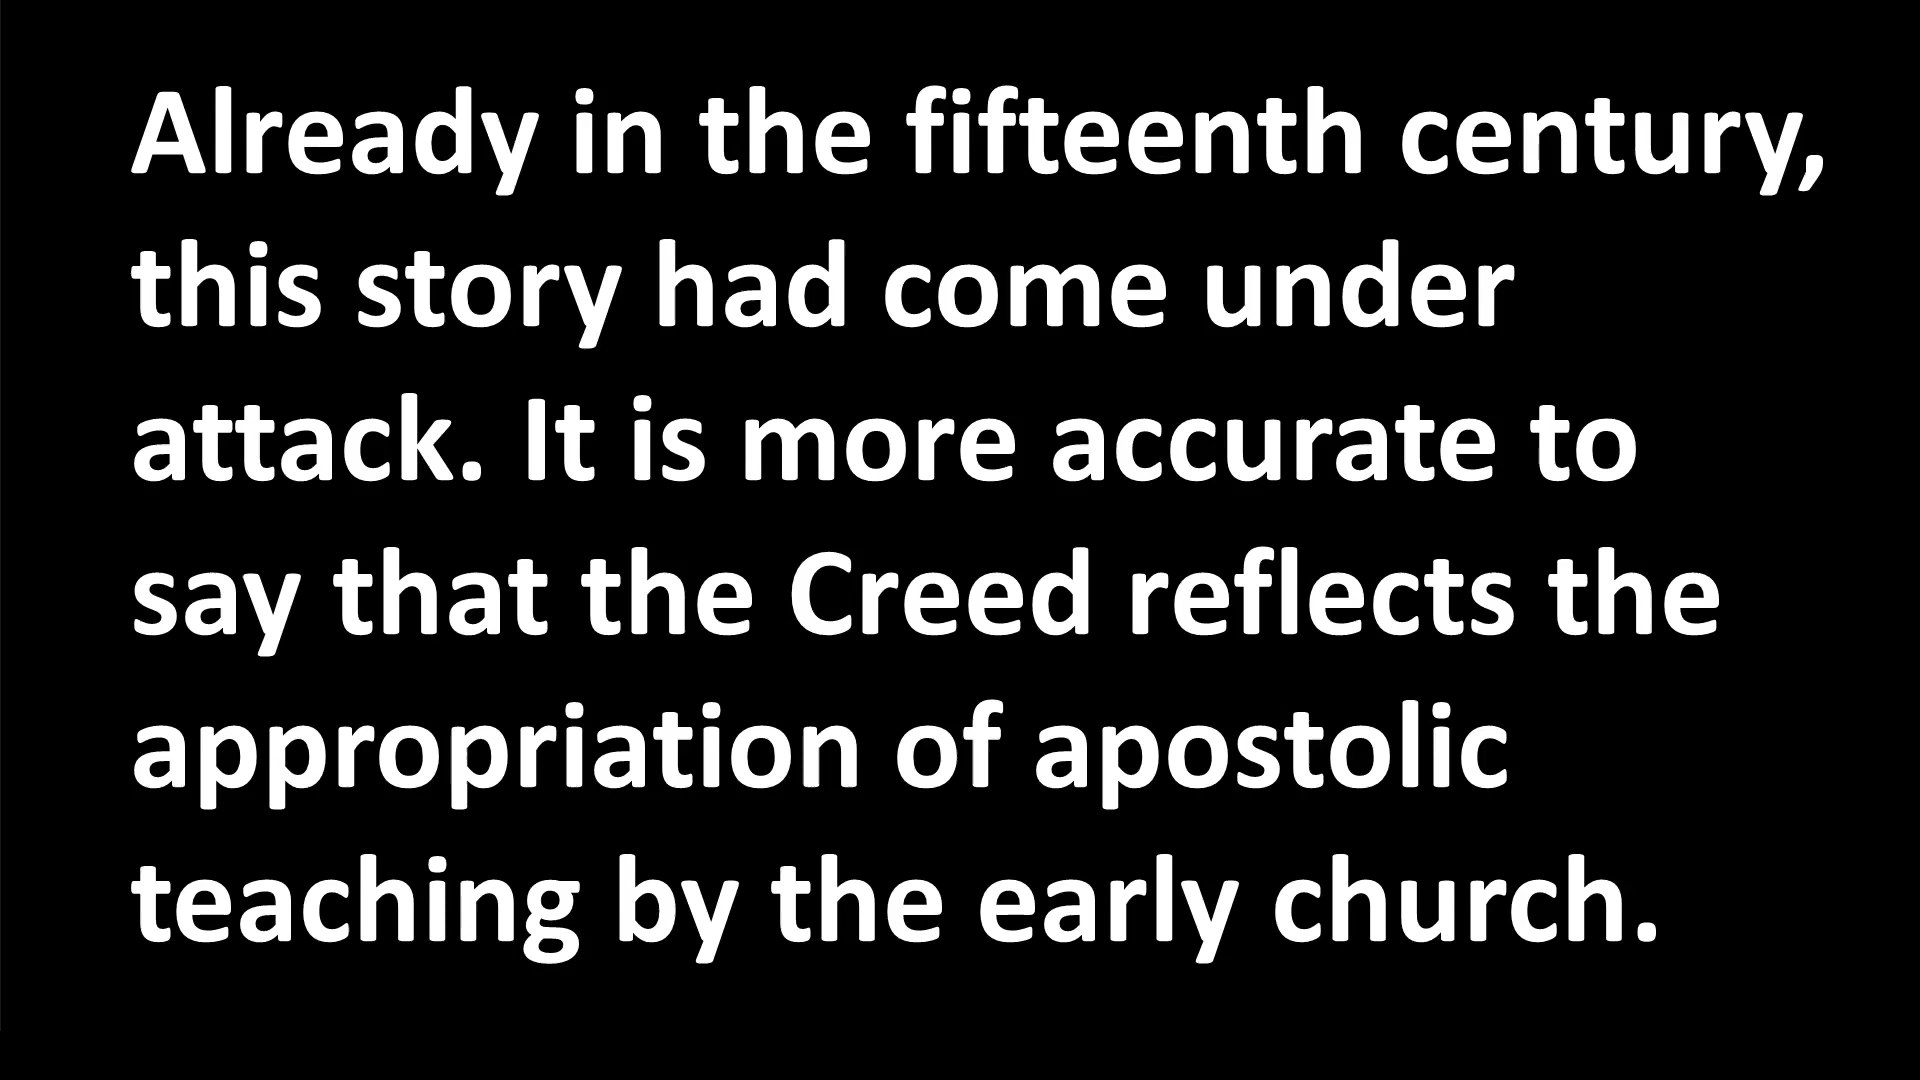 Already in the fifteenth century,
this story had come under
attack. It is more accurate to
say that the Creed reflects the
appropriation of apostolic
teaching by the early church.